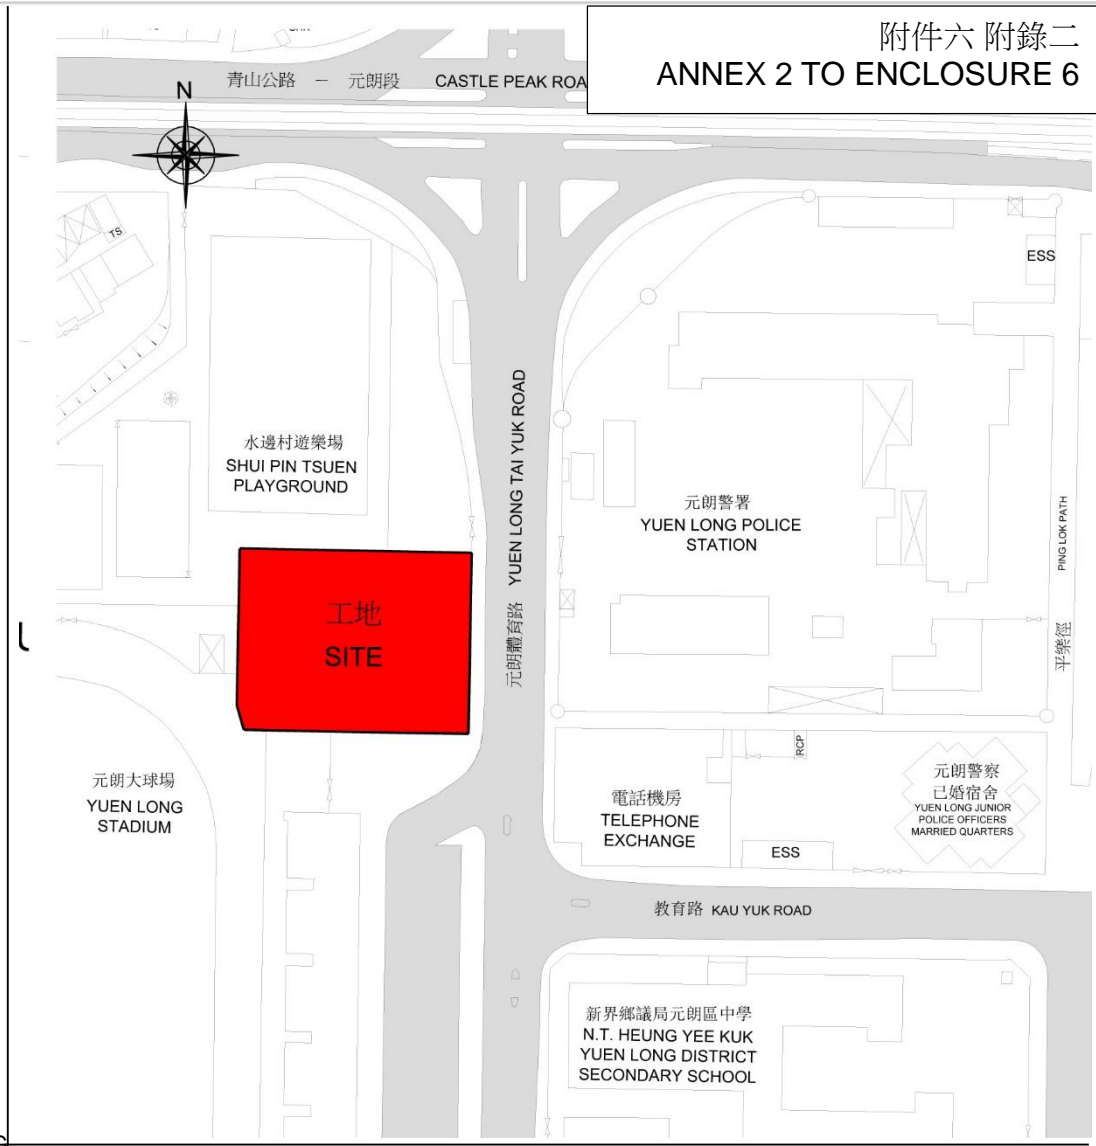 附件六 附錄二
ANNEX 2 TO ENCLOSURE 6
青山公路 － 元朗段 CASTLE PEAK ROA
N
TS
ESS
水邊村遊樂場
SHUI PIN TSUEN
PLAYGROUND
元朗體育路 YUEN LONG TAI YUK ROAD
元朗警署
YUEN LONG POLICE
STATION
平樂徑 PING LOK PATH
工地
SITE
元朗大球場
YUEN LONG
STADIUM
電話機房
TELEPHONE
EXCHANGE
RCP
ESS
元朗警察
已婚宿舍
YUEN LONG JUNIOR
POLICE OFFICERS
MARRIED QUARTERS
教育路 KAU YUK ROAD
新界鄉議局元朗區中學
N.T. HEUNG YEE KUK
YUEN LONG DISTRICT
SECONDARY SCHOOL